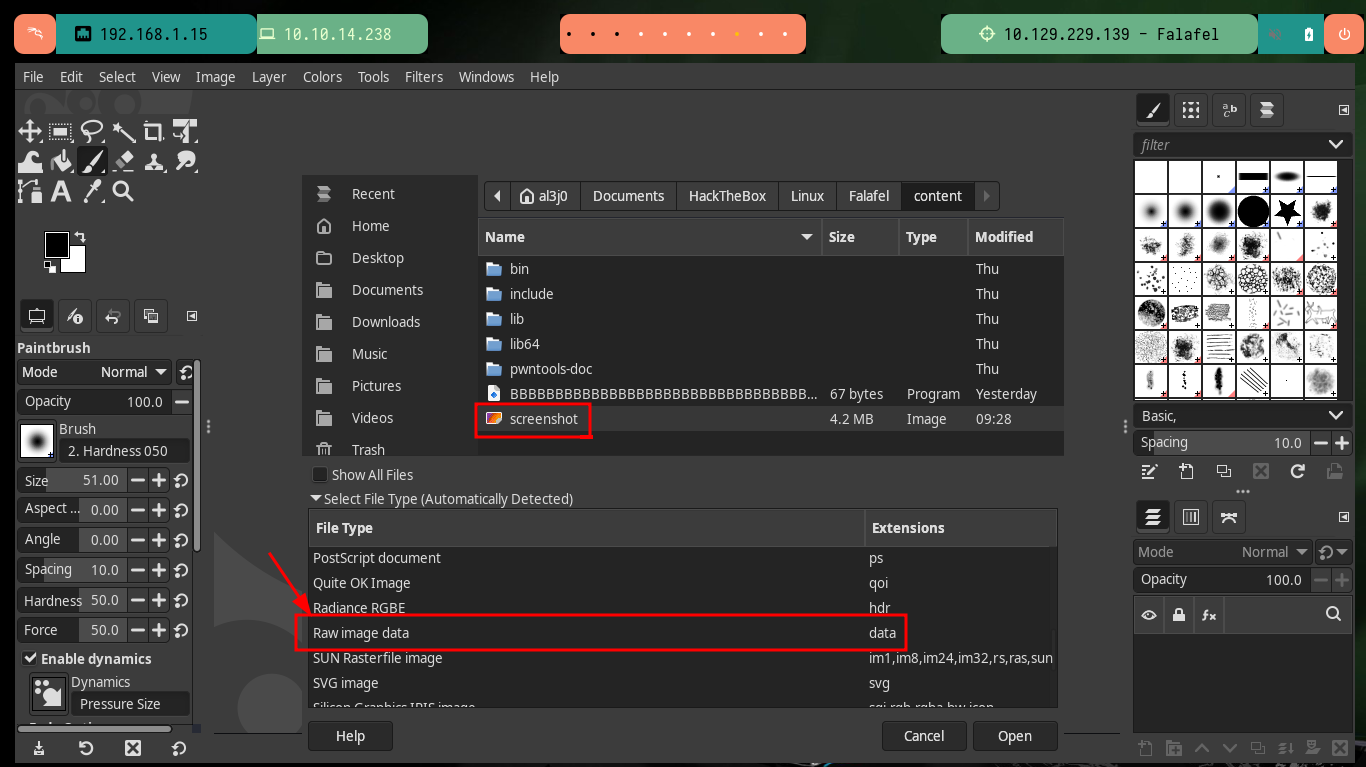 192.168.1.15
10.10.14.238
10.129.229.139 - Falafel
File Edit Select View Image Layer Colors Tools Filters Windows Help
Paintbrush
Mode Normal
Opacity 100.0
Brush
2. Hardness 050
Size 51.00
Aspect ... 0.00
Angle 0.00
Spacing 10.0
Hardness 50.0
Force 50.0
Enable dynamics
Dynamics
Pressure Size
Recent
Home
Desktop
Documents
Downloads
Music
Pictures
Videos
Trash
al3j0 Documents HackTheBox Linux Falafel content
Name Size Type Modified
bin Thu
include Thu
lib Thu
lib64 Thu
pwntools-doc Thu
BBBBBBBBBBBBBBBBBBBBBBBBBBBBBBBBB... 67 bytes Program Yesterday
screenshot 4.2 MB Image 09:28
Show All Files
Select File Type (Automatically Detected)
File Type Extensions
PostScript document ps
Quite OK Image qoi
Radiance RGBE hdr
Raw image data data
SUN Rasterfile image im1,im8,im24,im32,rs,ras,sun
SVG image svg
Help Cancel Open
filter
Basic,
Spacing 10.0
Mode Normal
Opacity 100.0
fx